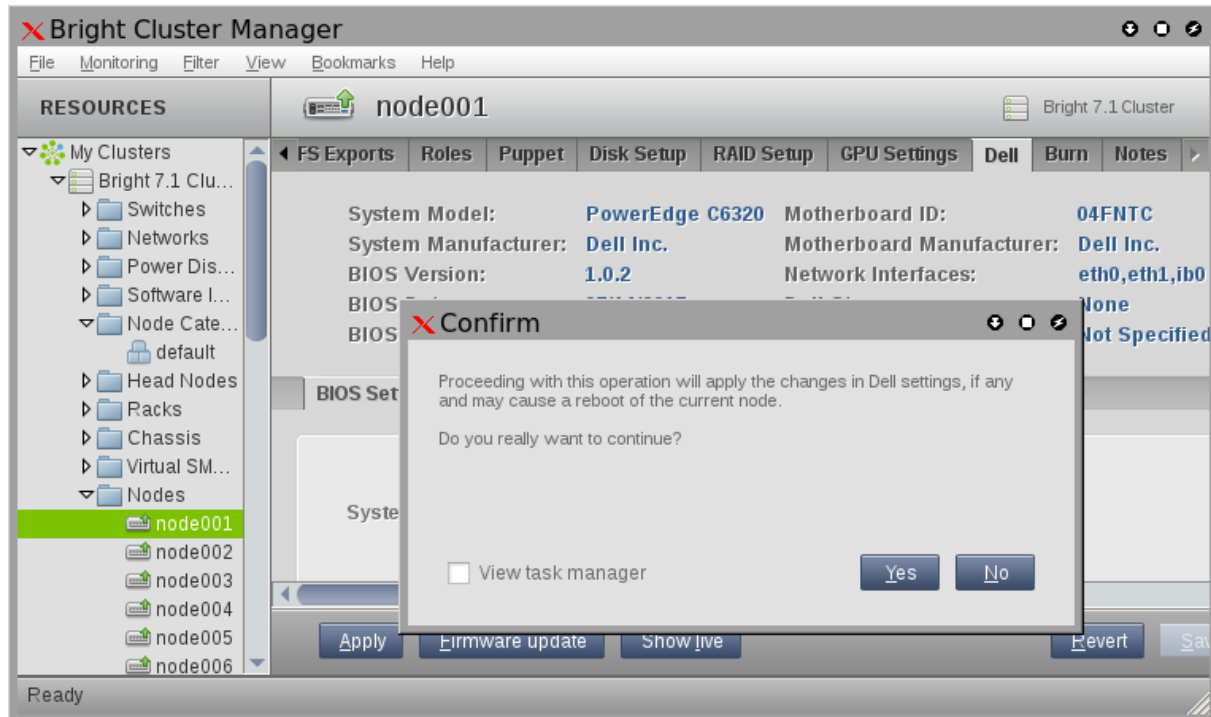 Bright Cluster Manager
File Monitoring Filter View Bookmarks Help
RESOURCES
node001
Bright 7.1 Cluster
My Clusters
Bright 7.1 Clu...
Switches
Networks
Power Dis...
Software I...
Node Cate...
default
Head Nodes
Racks
Chassis
Virtual SM...
Nodes
node001
node002
node003
node004
node005
node006
FS Exports Roles Puppet Disk Setup RAID Setup GPU Settings Dell Burn Notes
System Model: PowerEdge C6320 Motherboard ID: 04FNTC
System Manufacturer: Dell Inc. Motherboard Manufacturer: Dell Inc.
BIOS Version: 1.0.2 Network Interfaces: eth0,eth1,ib0
BIOS None
BIOS Not Specified
BIOS Set
Syste
Confirm
Proceeding with this operation will apply the changes in Dell settings, if any
and may cause a reboot of the current node.
Do you really want to continue?
View task manager Yes No
Apply Firmware update Show live Revert Sav
Ready